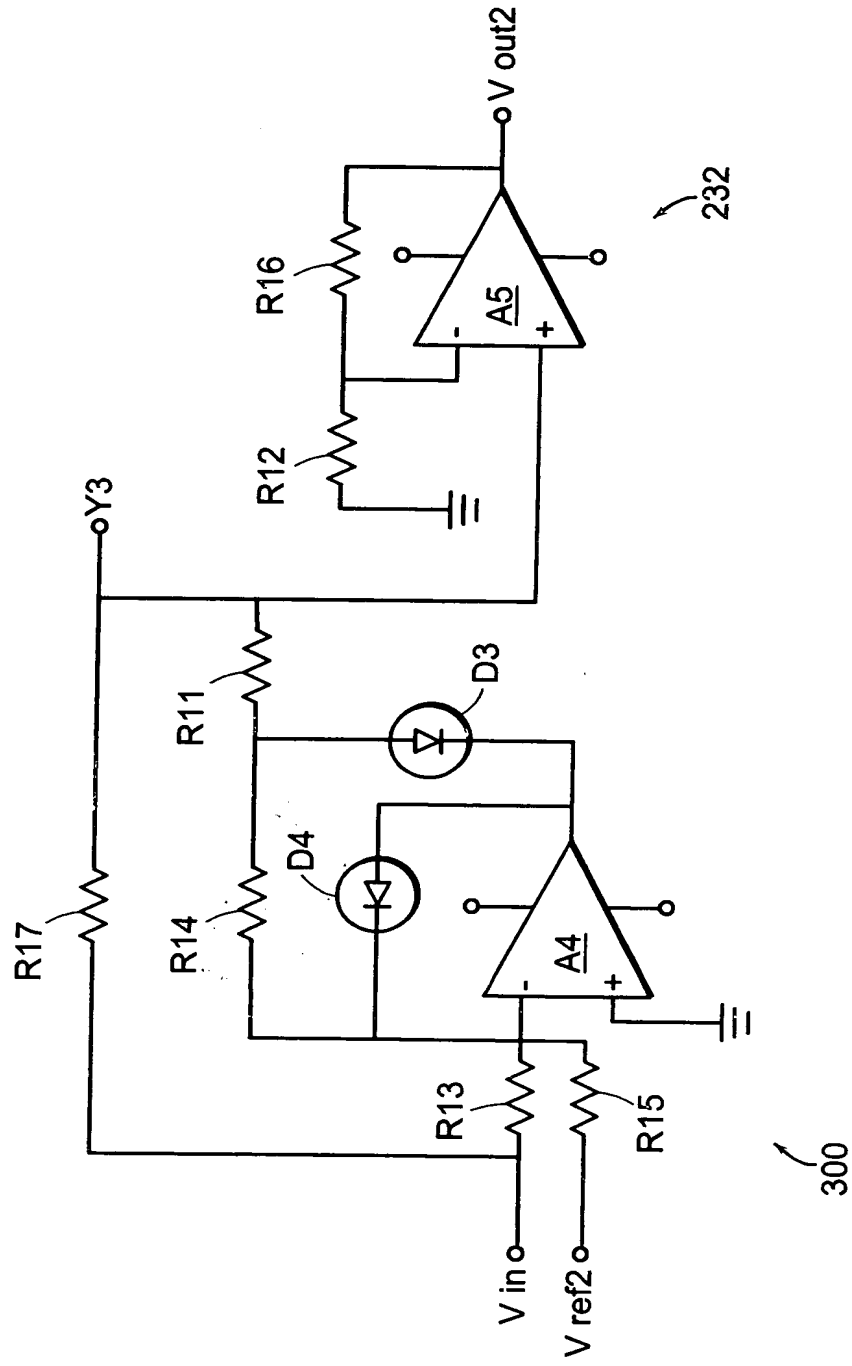 R17
Y3
R16
R12
V out2
R11
R14
D4
D3
-
A5
+
232
R13
-
A4
+
R15
V in
V ref2
300